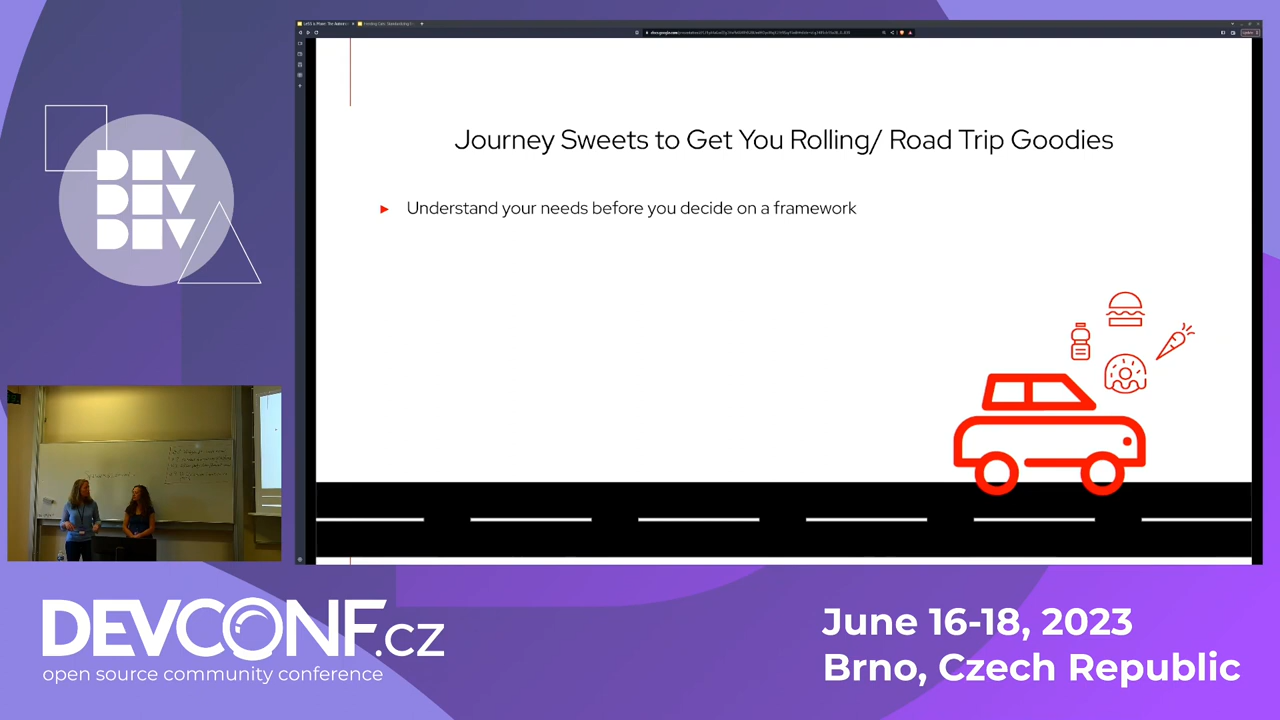 DEV
DEV
DEV
Journey Sweets to Get You Rolling/ Road Trip Goodies
Understand your needs before you decide on a framework
DEVCONF.cz
open source community conference
June 16-18, 2023
Brno, Czech Republic